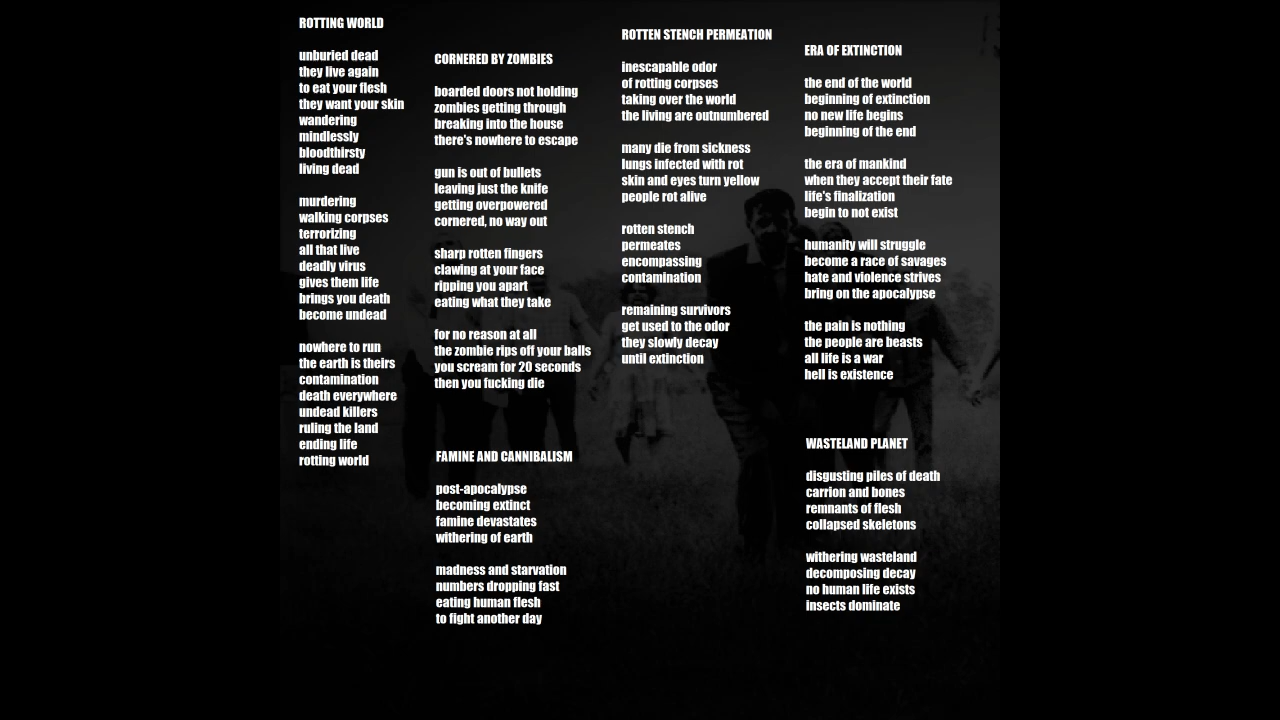 ROTTING WORLD
unburied dead
they live again
to eat your flesh
they want your skin
wandering
mindlessly
bloodthirsty
living dead
murdering
walking corpses
terrorizing
all that live
deadly virus
gives them life
brings you death
become undead
nowhere to run
the earth is theirs
contamination
death everywhere
undead killers
ruling the land
ending life
rotting world
CORNERED BY ZOMBIES
boarded doors not holding
zombies getting through
breaking into the house
there's nowhere to escape
gun is out of bullets
leaving just the knife
getting overpowered
cornered, no way out
sharp rotten fingers
clawing at your face
ripping you apart
eating what they take
for no reason at all
the zombie rips off your balls
you scream for 20 seconds
then you fucking die
FAMINE AND CANNIBALISM
post-apocalypse
becoming extinct
famine devastates
withering of earth
madness and starvation
numbers dropping fast
eating human flesh
to fight another day
ROTTEN STENCH PERMEATION
inescapable odor
of rotting corpses
taking over the world
the living are outnumbered
many die from sickness
lungs infected with rot
skin and eyes turn yellow
people rot alive
rotten stench
permeates
encompassing
contamination
remaining survivors
get used to the odor
they slowly decay
until extinction
ERA OF EXTINCTION
the end of the world
beginning of extinction
no new life begins
beginning of the end
the era of mankind
when they accept their fate
life's finalization
begin to not exist
humanity will struggle
become a race of savages
hate and violence strives
bring on the apocalypse
the pain is nothing
the people are beasts
all life is a war
hell is existence
WASTELAND PLANET
disgusting piles of death
carrion and bones
remnants of flesh
collapsed skeletons
withering wasteland
decomposing decay
no human life exists
insects dominate